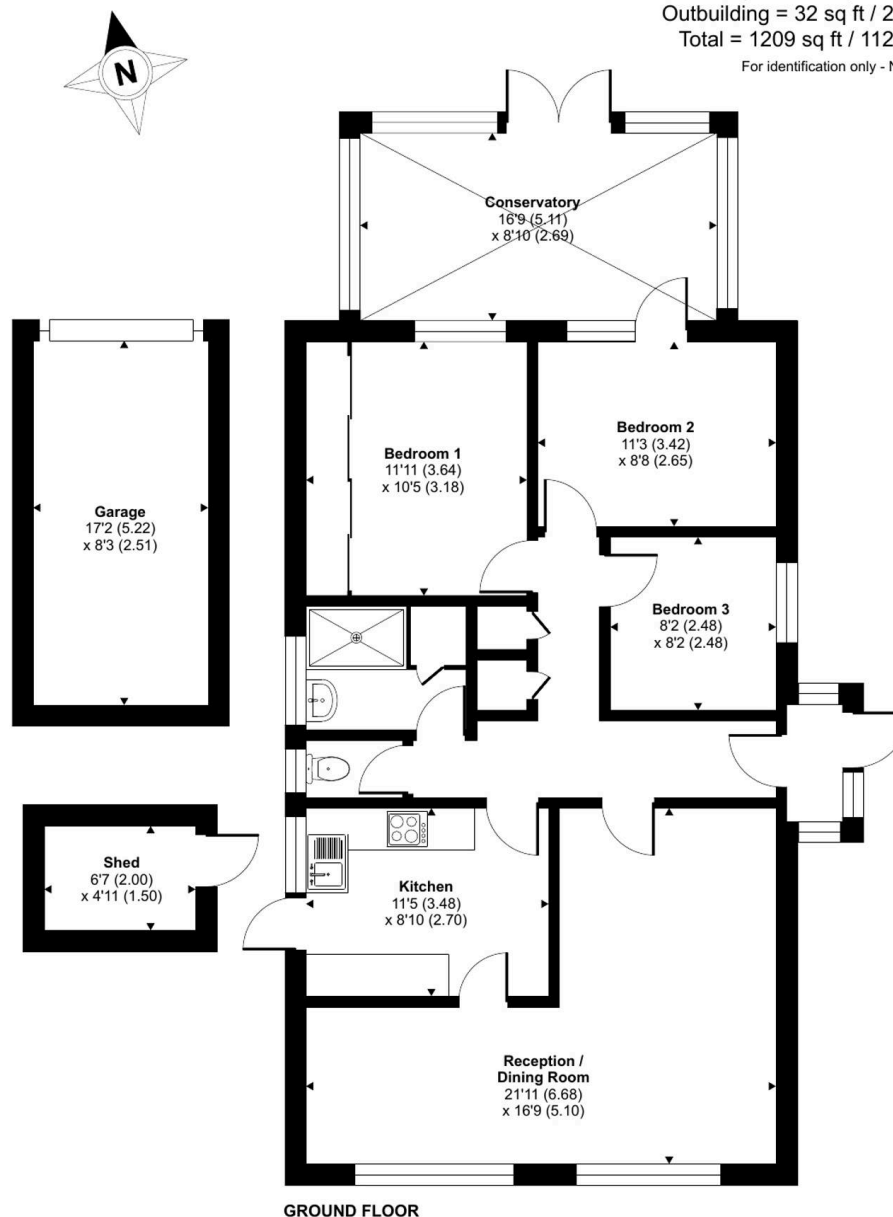 Outbuilding = 32 sq ft / 2
Total = 1209 sq ft / 112
For identification only - N
N
Conservatory
16'9 (5.11)
x 8'10 (2.69)
Bedroom 1
11'11 (3.64)
x 10'5 (3.18)
Bedroom 2
11'3 (3.42)
x 8'8 (2.65)
Garage
17'2 (5.22)
x 8'3 (2.51)
Bedroom 3
8'2 (2.48)
x 8'2 (2.48)
Shed
6'7 (2.00)
x 4'11 (1.50)
Kitchen
11'5 (3.48)
x 8'10 (2.70)
Reception /
Dining Room
21'11 (6.68)
x 16'9 (5.10)
GROUND FLOOR